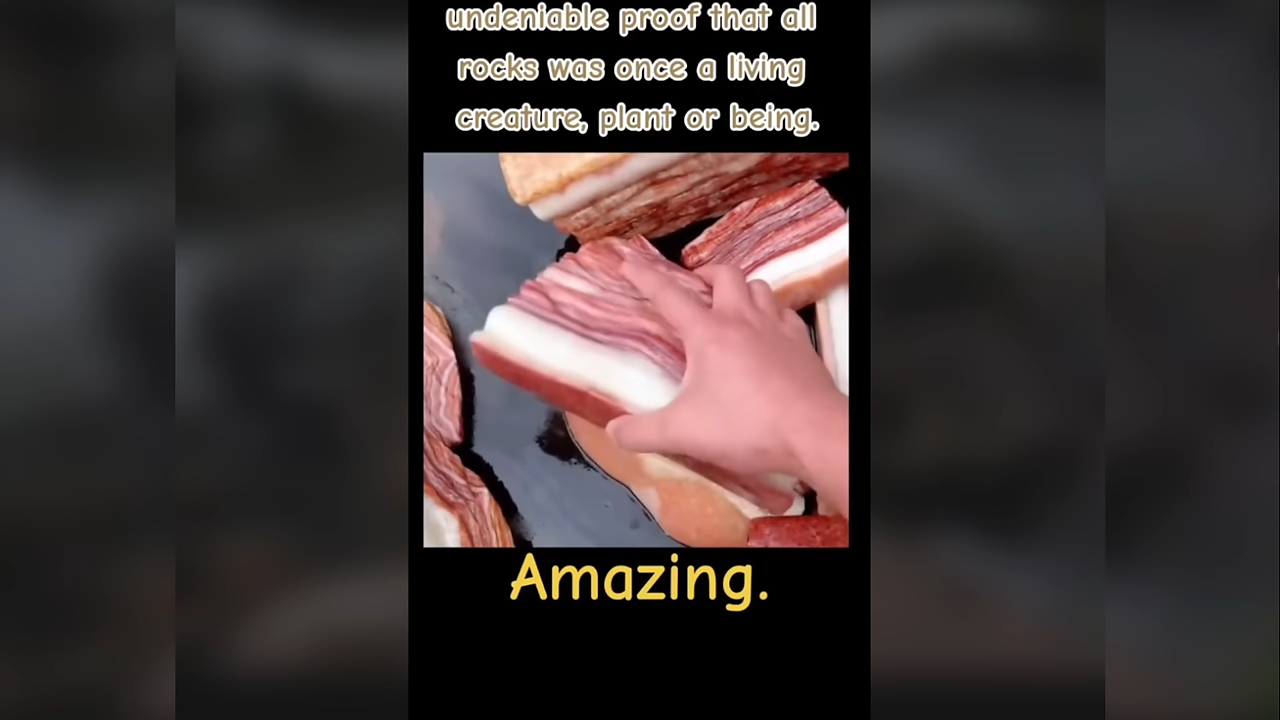 undeniable proof that all
rocks was once a living
creature, plant or being.
Amazing.